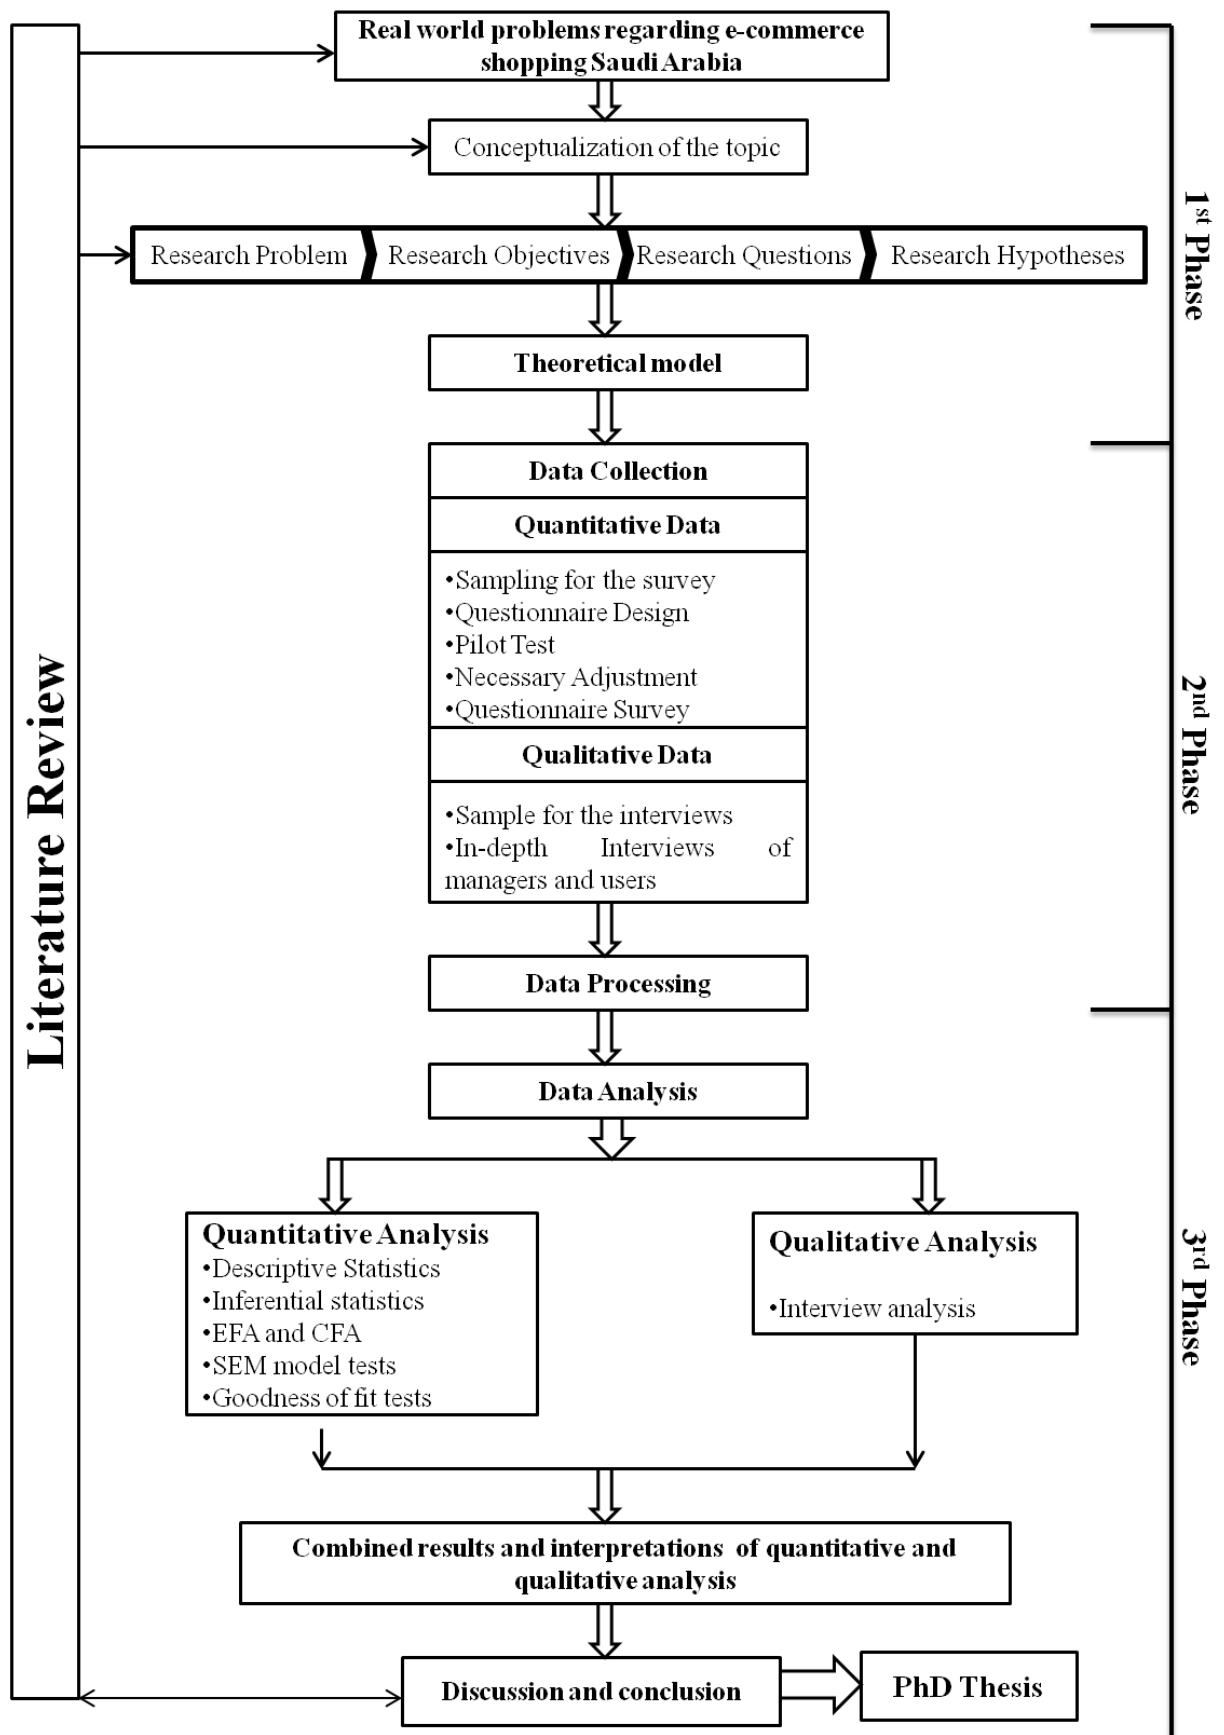 Real world problems regarding e-commerce
shopping Saudi Arabia
Conceptualization of the topic
Research Problem
Research Objectives
Research Questions
Research Hypotheses
Theoretical model
1st Phase
Data Collection
Quantitative Data
•Sampling for the survey
•Questionnaire Design
•Pilot Test
•Necessary Adjustment
•Questionnaire Survey
Qualitative Data
•Sample for the interviews
•In-depth Interviews of
managers and users
Data Processing
2nd Phase
Literature Review
Data Analysis
Quantitative Analysis
•Descriptive Statistics
•Inferential statistics
•EFA and CFA
•SEM model tests
•Goodness of fit tests
Qualitative Analysis
•Interview analysis
3rd Phase
Combined results and interpretations of quantitative and
qualitative analysis
Discussion and conclusion
PhD Thesis